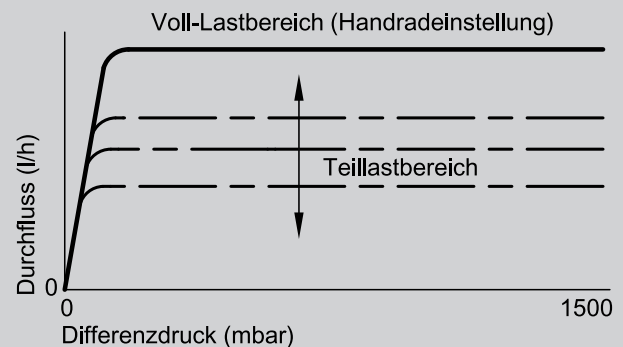 Voll-Lastbereich (Handradeinstellung)
Teillastbereich
Durchfluss (l/h)
0
0
1500
Differenzdruck (mbar)